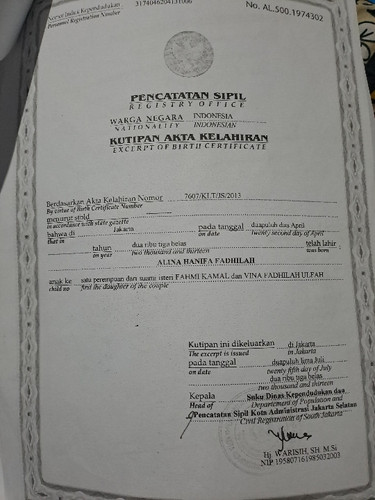 Nomor Induk Kependudukan
Personnel Registration Number
No. AL.500.1974302
PENCATATAN SIPIL
REGISTRY OFFICE
WARGA NEGARA INDONESIA
NATIONALITY INDONESIAN
KUTIPAN AKTA KELAHIRAN
EXCERPT OF BIRTH CERTIFICATE
Berdasarkan Akta Kelahiran Nomor 7607/KLT/JS/2013
By virtue of Birth Certificate Number
menurut stbld
in accordance with state gazette
bahwa di Jakarta pada tanggal duapuluh dua April
that in on date twenty second day of April
tahun dua ribu tiga belas telah lahir
on year two thousand and thirteen was born
ALINA HANIFA FADHILAH
anak ke satu perempuan dari suami isteri FAHMI KAMAL dan VINA FADHILAH ULFAH
child no first the daughter of the couple
Kutipan ini dikeluarkan di Jakarta
The excerpt is issued in Jakarta
pada tanggal duapuluh lima Juli
on date twenty fifth day of July
dua ribu tiga belas
two thousand and thirteen
Kepala Suku Dinas Kependudukan dan
Head of Departement of Population and
Pencatatan Sipil Kota Administrasi Jakarta Selatan
Civil Registration of South Jakarta
Hj. WARISIH, SH. M.Si
NIP 195807161985032003